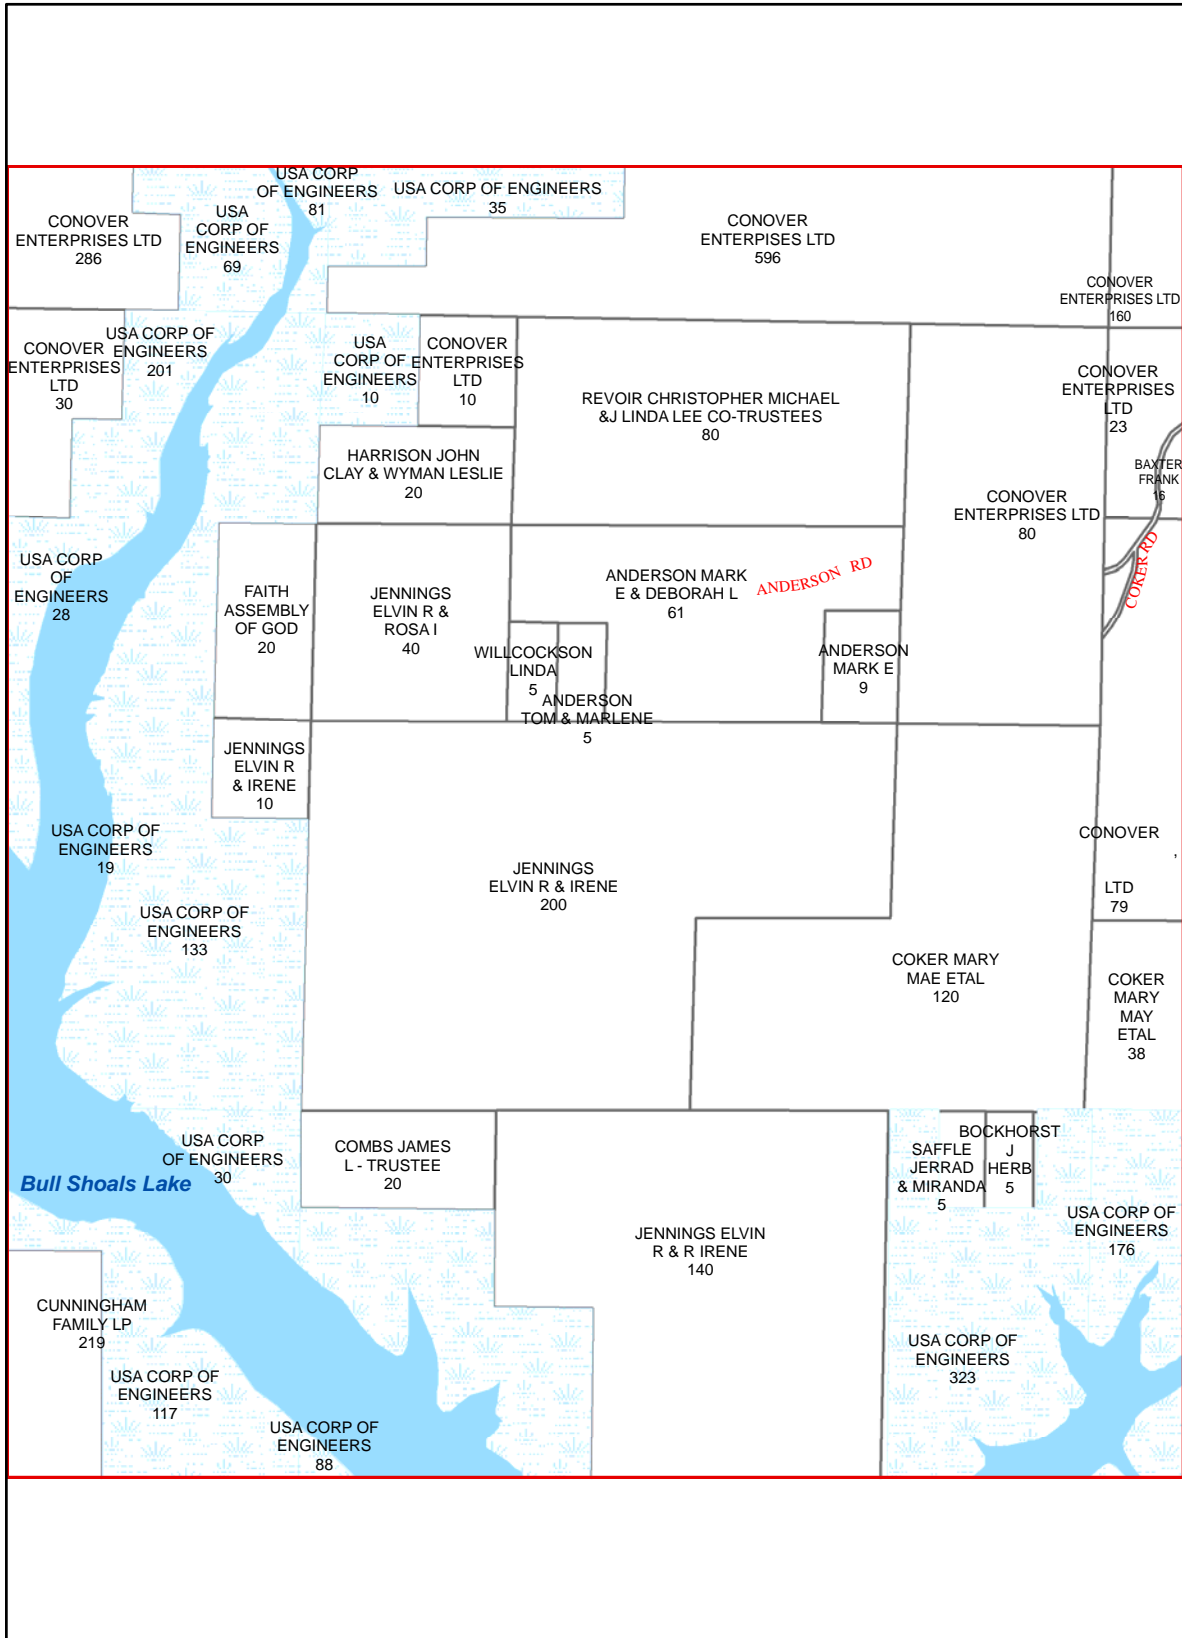 USA CORP
OF ENGINEERS
81
USA CORP OF ENGINEERS
35
CONOVER
ENTERPRISES LTD
286
USA
CORP OF
ENGINEERS
69
CONOVER
ENTERPISES LTD
596
CONOVER
ENTERPRISES LTD
160
CONOVER
ENTERPRISES
LTD
30
USA CORP OF
ENGINEERS
201
USA
CORP OF
ENGINEERS
10
CONOVER
ENTERPRISES
LTD
10
REVOIR CHRISTOPHER MICHAEL
&J LINDA LEE CO-TRUSTEES
80
CONOVER
ENTERPRISES
LTD
23
HARRISON JOHN
CLAY & WYMAN LESLIE
20
BAXTER
FRANK
16
CONOVER
ENTERPRISES LTD
80
USA CORP
OF
ENGINEERS
28
FAITH
ASSEMBLY
OF GOD
20
JENNINGS
ELVIN R &
ROSA I
40
ANDERSON MARK
E & DEBORAH L
61
ANDERSON RD
COKER RD
WILLCOCKSON
LINDA
5
ANDERSON
TOM & MARLENE
5
ANDERSON
MARK E
9
JENNINGS
ELVIN R
& IRENE
10
USA CORP OF
ENGINEERS
19
JENNINGS
ELVIN R & IRENE
200
CONOVER
,
LTD
79
USA CORP OF
ENGINEERS
133
COKER MARY
MAE ETAL
120
COKER
MARY
MAY
ETAL
38
USA CORP
OF ENGINEERS
30
COMBS JAMES
L - TRUSTEE
20
SAFFLE
JERRAD
& MIRANDA
5
BOCKHORST
J
HERB
5
Bull Shoals Lake
JENNINGS ELVIN
R & R IRENE
140
USA CORP OF
ENGINEERS
176
CUNNINGHAM
FAMILY LP
219
USA CORP OF
ENGINEERS
323
USA CORP OF
ENGINEERS
117
USA CORP OF
ENGINEERS
88